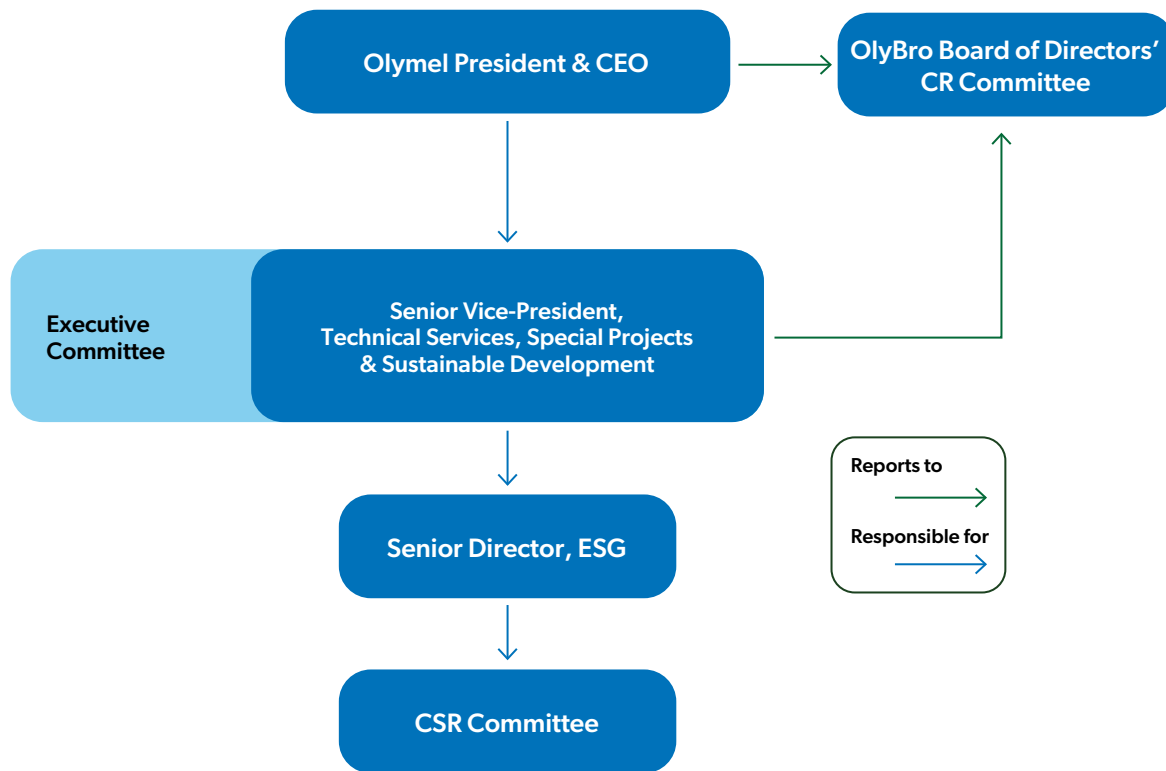 Olymel President & CEO
OlyBro Board of Directors’
CR Committee
Executive
Committee
Senior Vice-President,
Technical Services, Special Projects
& Sustainable Development
Reports to
Responsible for
Senior Director, ESG
CSR Committee